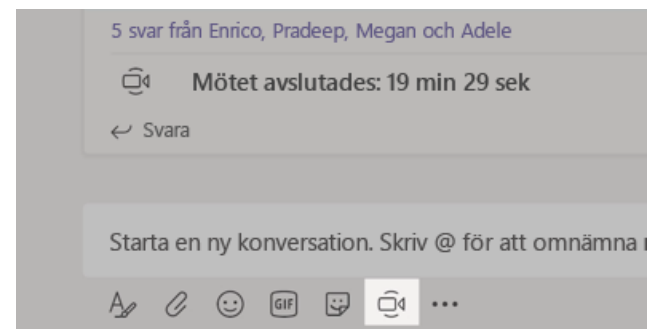 5 svar från Enrico, Pradeep, Megan och Adele
Mötet avslutades: 19 min 29 sek
Svara
Starta en ny konversation. Skriv @ för att omnämna
GIF